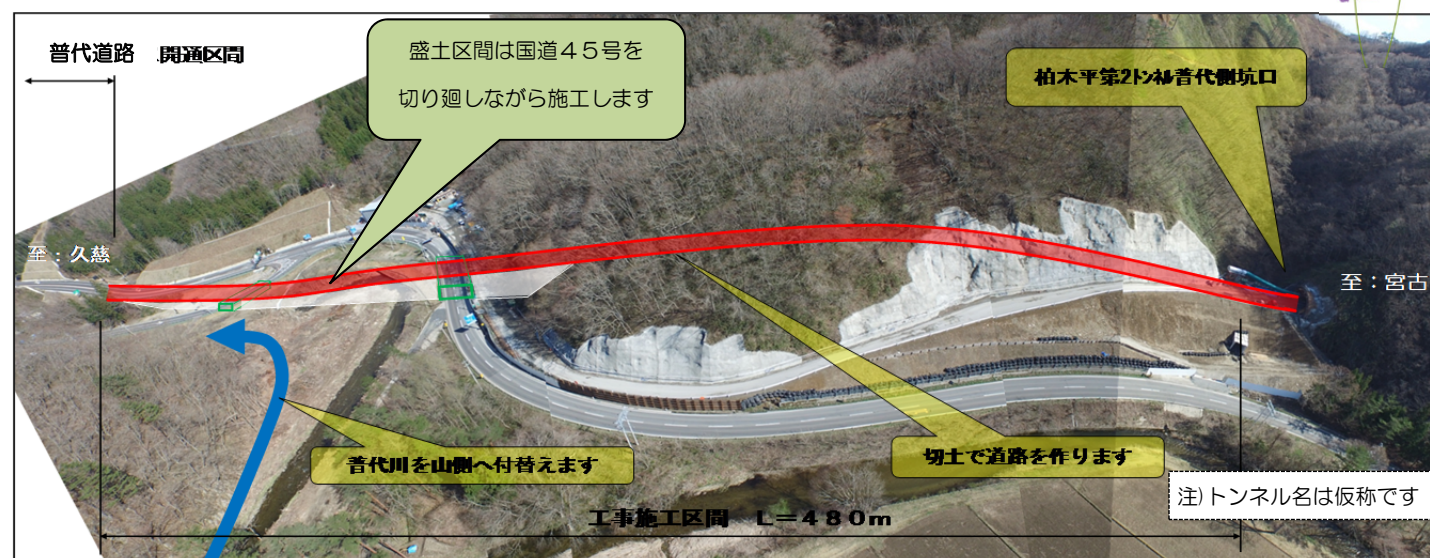 普代道路 開通区間
盛土区間は国道45号を
切り廻しながら施工します
柏木平第2トンネル普代側坑口
至：久慈
至：宮古
普代川を山側へ付替えます
切土で道路を作ります
注)トンネル名は仮称です
工事施工区間 L＝480m